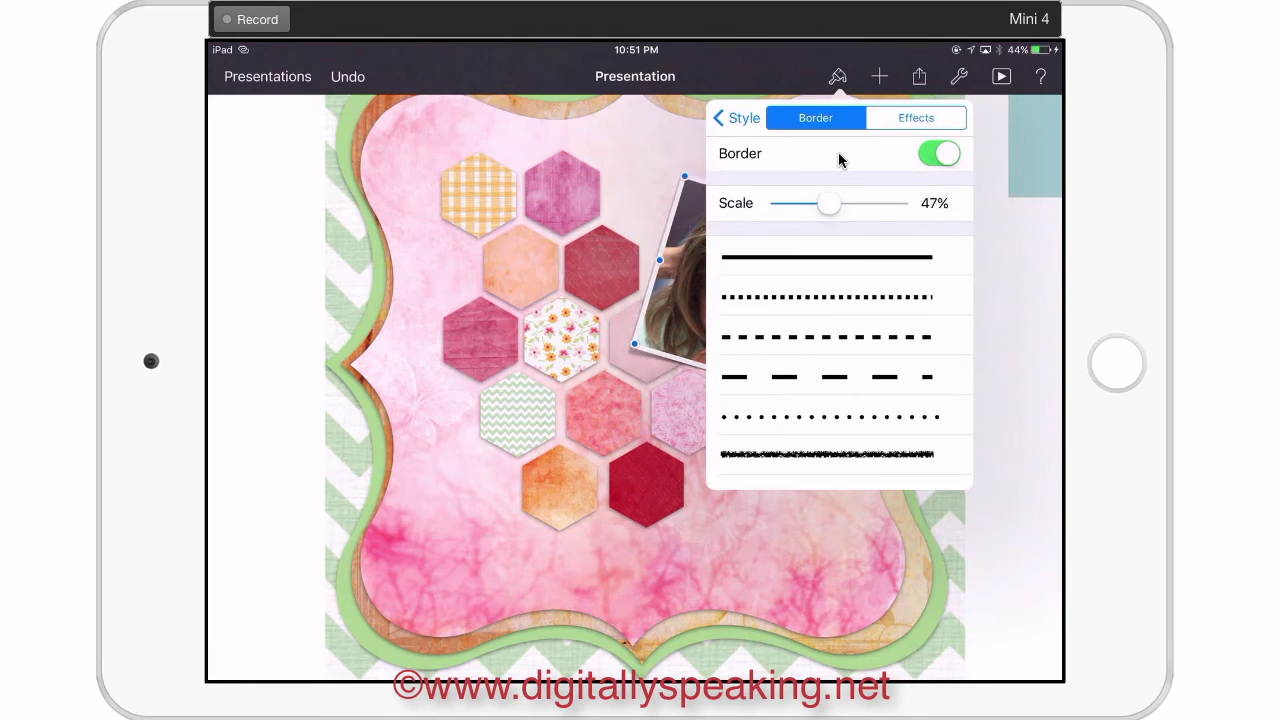 Record
Mini 4
iPad
10:51 PM
44%
Presentations
Undo
Presentation
?
Style
Border
Effects
Border
Scale
47%
©www.digitallyspeaking.net